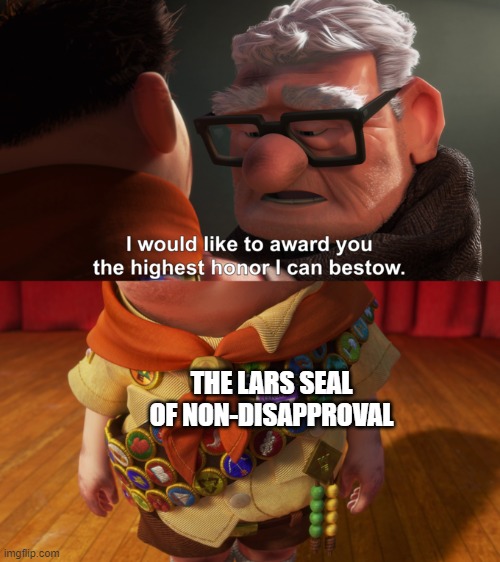 I would like to award you
the highest honor I can bestow.
THE LARS SEAL
OF NON-DISAPPROVAL
imgflip.com